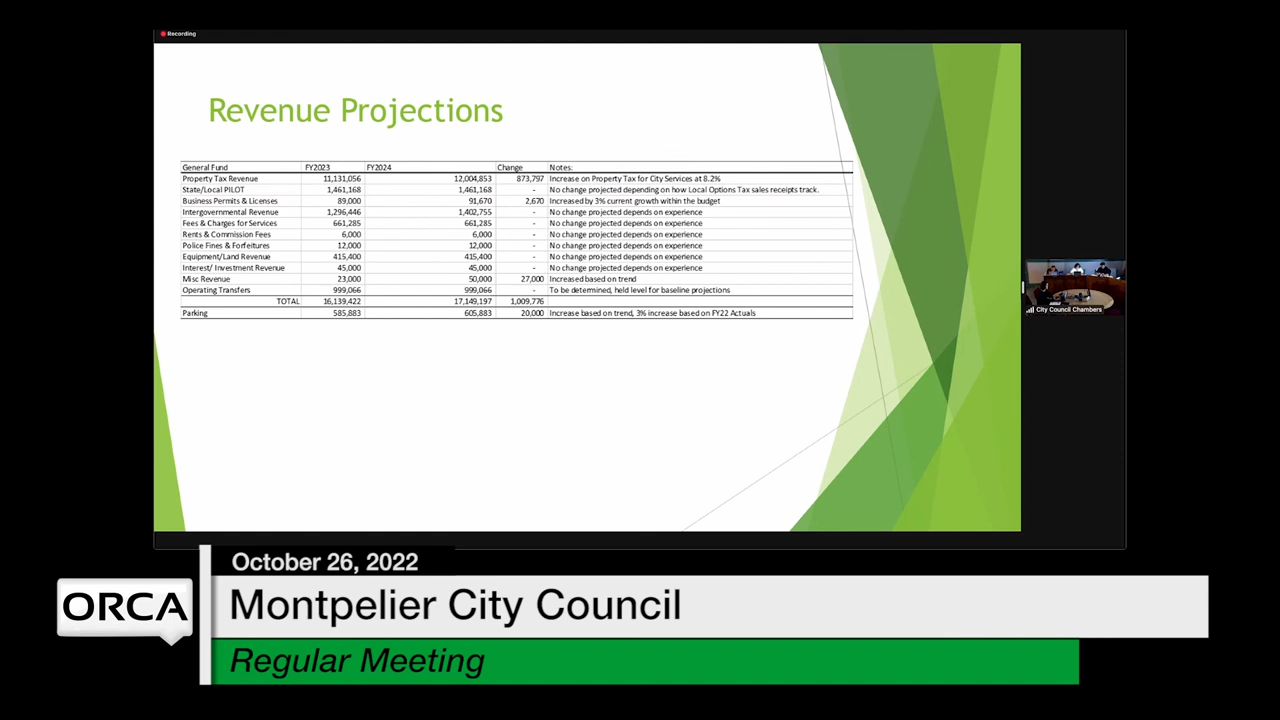 Recording
Revenue Projections
General Fund FY2023 FY2024 Change Notes:
Property Tax Revenue 11,131,056 12,004,853 873,797 Increase on Property Tax for City Services at 8.2%
State/Local PILOT 1,461,168 1,461,168 - No change projected depending on how Local Options Tax sales receipts track.
Business Permits & Licenses 89,000 91,670 2,670 Increased by 3% current growth within the budget
Intergovernmental Revenue 1,296,446 1,402,755 - No change projected depends on experience
Fees & Charges for Services 661,285 661,285 - No change projected depends on experience
Rents & Commission Fees 6,000 6,000 - No change projected depends on experience
Police Fines & Forfeitures 12,000 12,000 - No change projected depends on experience
Equipment/Land Revenue 415,400 415,400 - No change projected depends on experience
Interest/ Investment Revenue 45,000 45,000 - No change projected depends on experience
Misc Revenue 23,000 50,000 27,000 Increased based on trend
Operating Transfers 999,066 999,066 - To be determined, held level for baseline projections
TOTAL 16,139,422 17,149,197 1,009,776
Parking 585,883 605,883 20,000 Increase based on trend, 3% increase based on FY22 Actuals
City Council Chambers
October 26, 2022
ORCA
Montpelier City Council
Regular Meeting